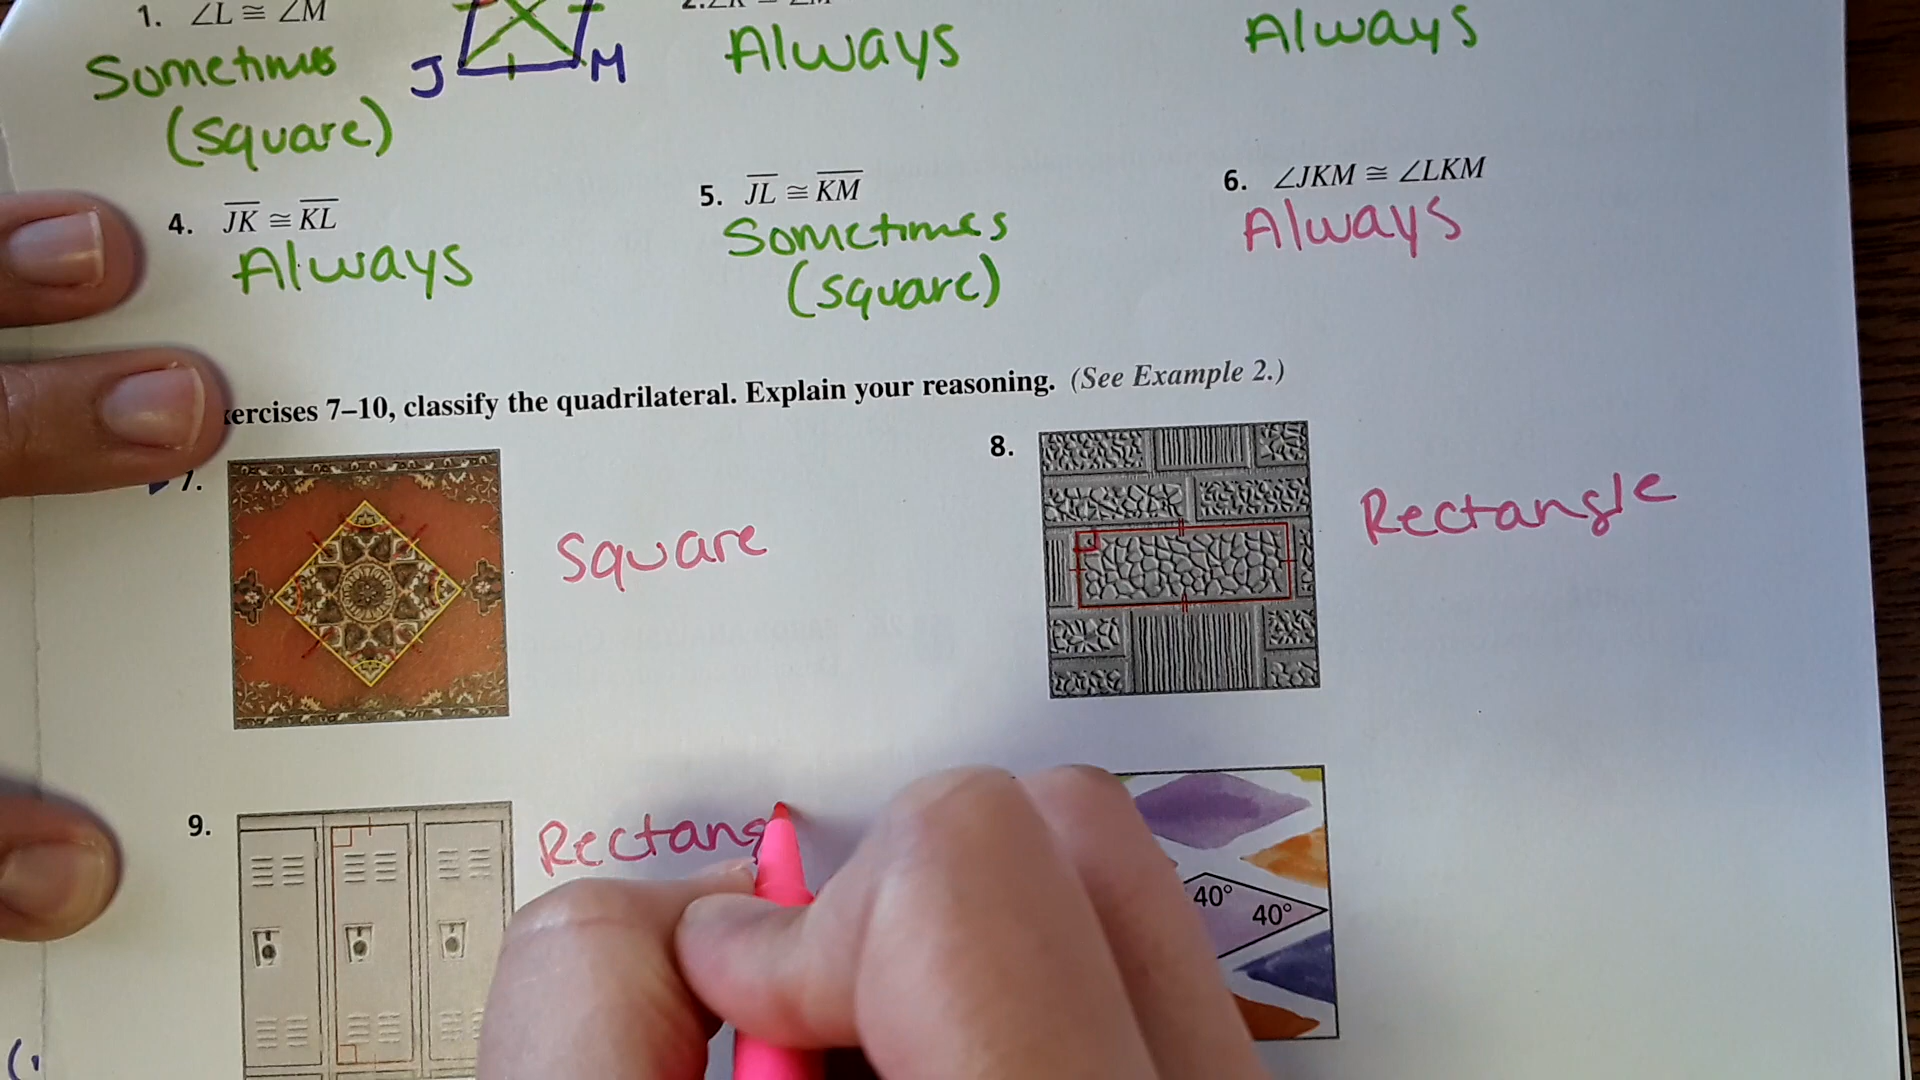 1. ∠L ≅ ∠M
Sometimes
(square)
J M
Always
Always
4. JK ≅ KL
Always
5. JL ≅ KM
Sometimes
(square)
6. ∠JKM ≅ ∠LKM
Always
ercises 7–10, classify the quadrilateral. Explain your reasoning. (See Example 2.)
7.
Square
8.
Rectangle
9.
Rectang
40°
40°